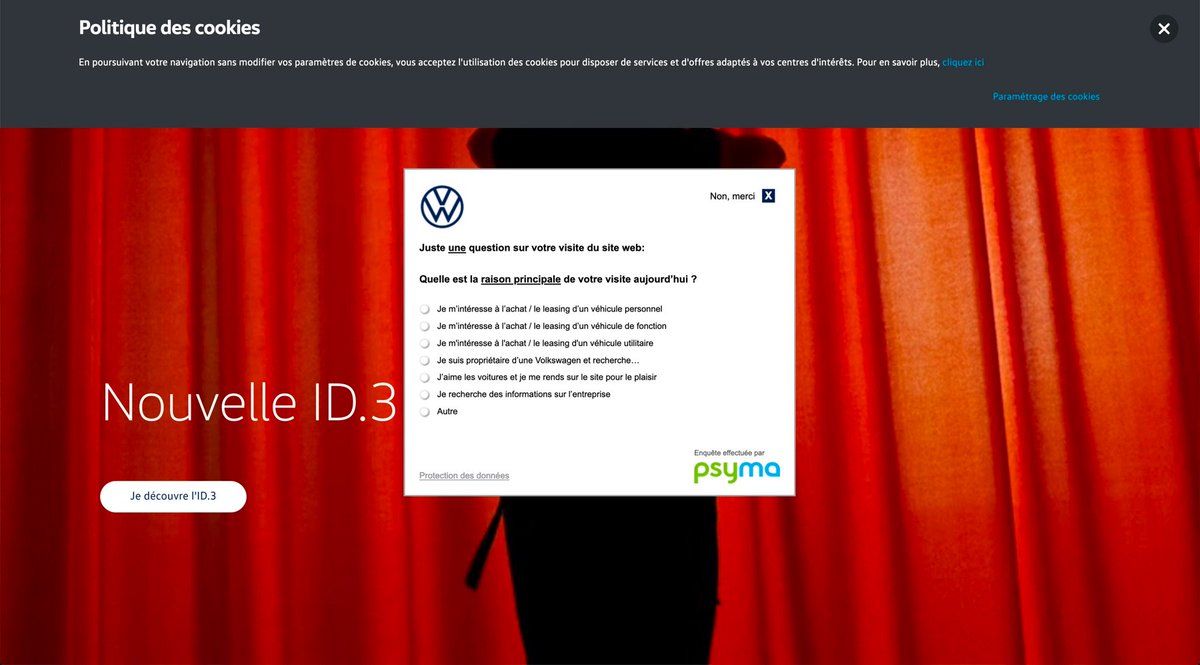 Politique des cookies
En poursuivant votre navigation sans modifier vos paramètres de cookies, vous acceptez l'utilisation des cookies pour disposer de services et d'offres adaptés à vos centres d'intérêts. Pour en savoir plus, cliquez ici
Paramétrage des cookies
Non, merci X
Juste une question sur votre visite du site web:
Quelle est la raison principale de votre visite aujourd'hui ?
Je m'intéresse à l'achat / le leasing d'un véhicule personnel
Je m'intéresse à l'achat / le leasing d'un véhicule de fonction
Je m'intéresse à l'achat / le leasing d'un véhicule utilitaire
Je suis propriétaire d'une Volkswagen et recherche…
J'aime les voitures et je me rends sur le site pour le plaisir
Je recherche des informations sur l'entreprise
Autre
Enquête effectuée par
psyma
Protection des données
Nouvelle ID.3
Je découvre l'ID.3